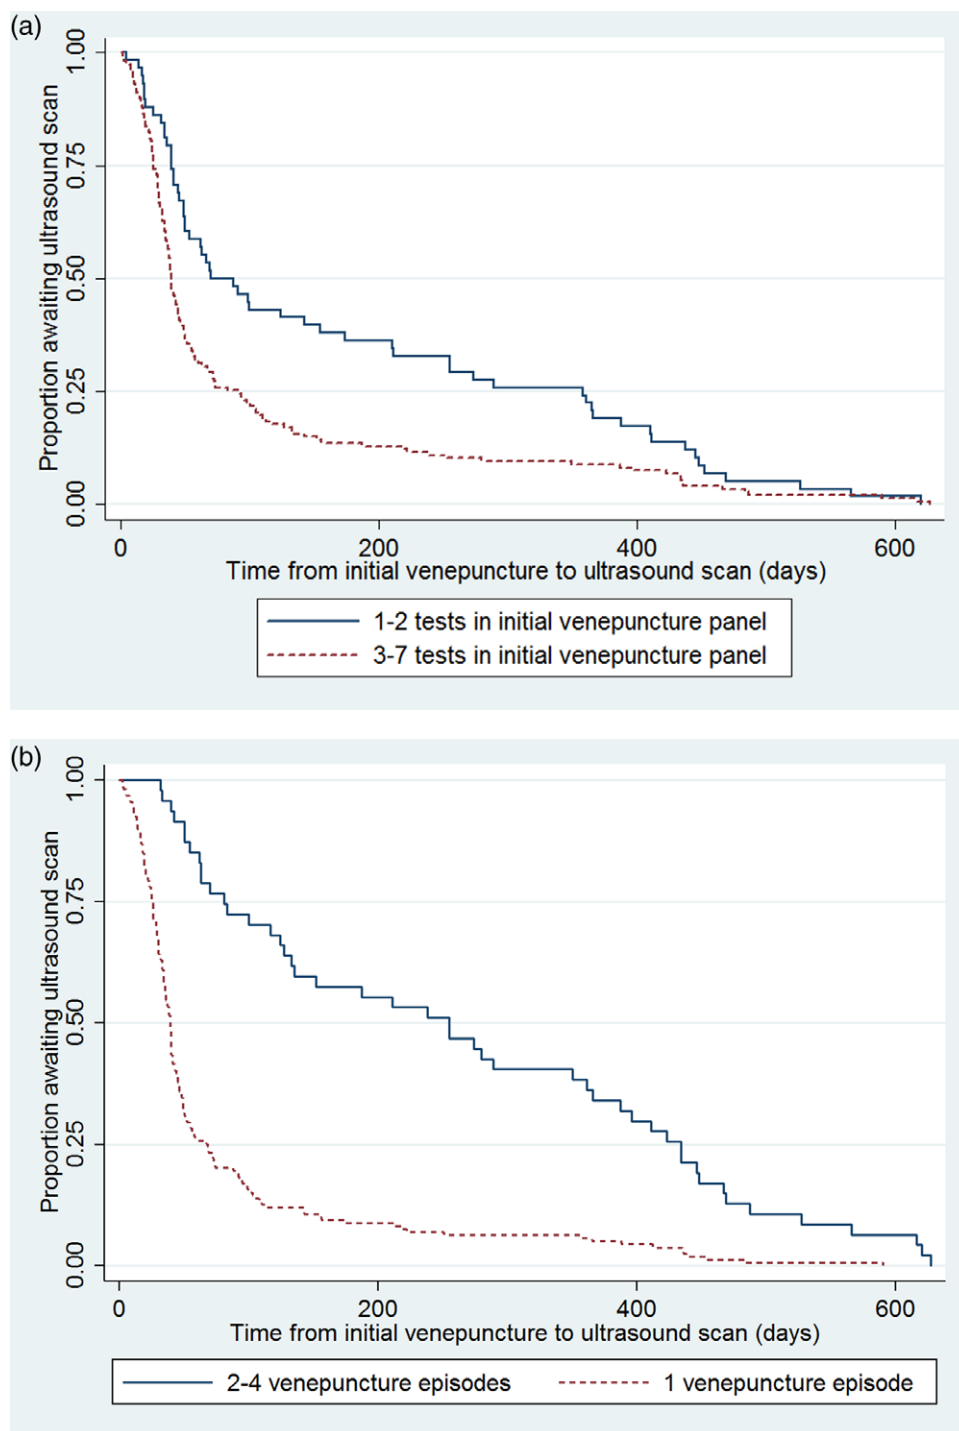 (a)
Proportion awaiting ultrasound scan
1.00
0.75
0.50
0.25
0.00
0 200 400 600
Time from initial venepuncture to ultrasound scan (days)
1-2 tests in initial venepuncture panel
3-7 tests in initial venepuncture panel
(b)
Proportion awaiting ultrasound scan
1.00
0.75
0.50
0.25
0.00
0 200 400 600
Time from initial venepuncture to ultrasound scan (days)
2-4 venepuncture episodes 1 venepuncture episode